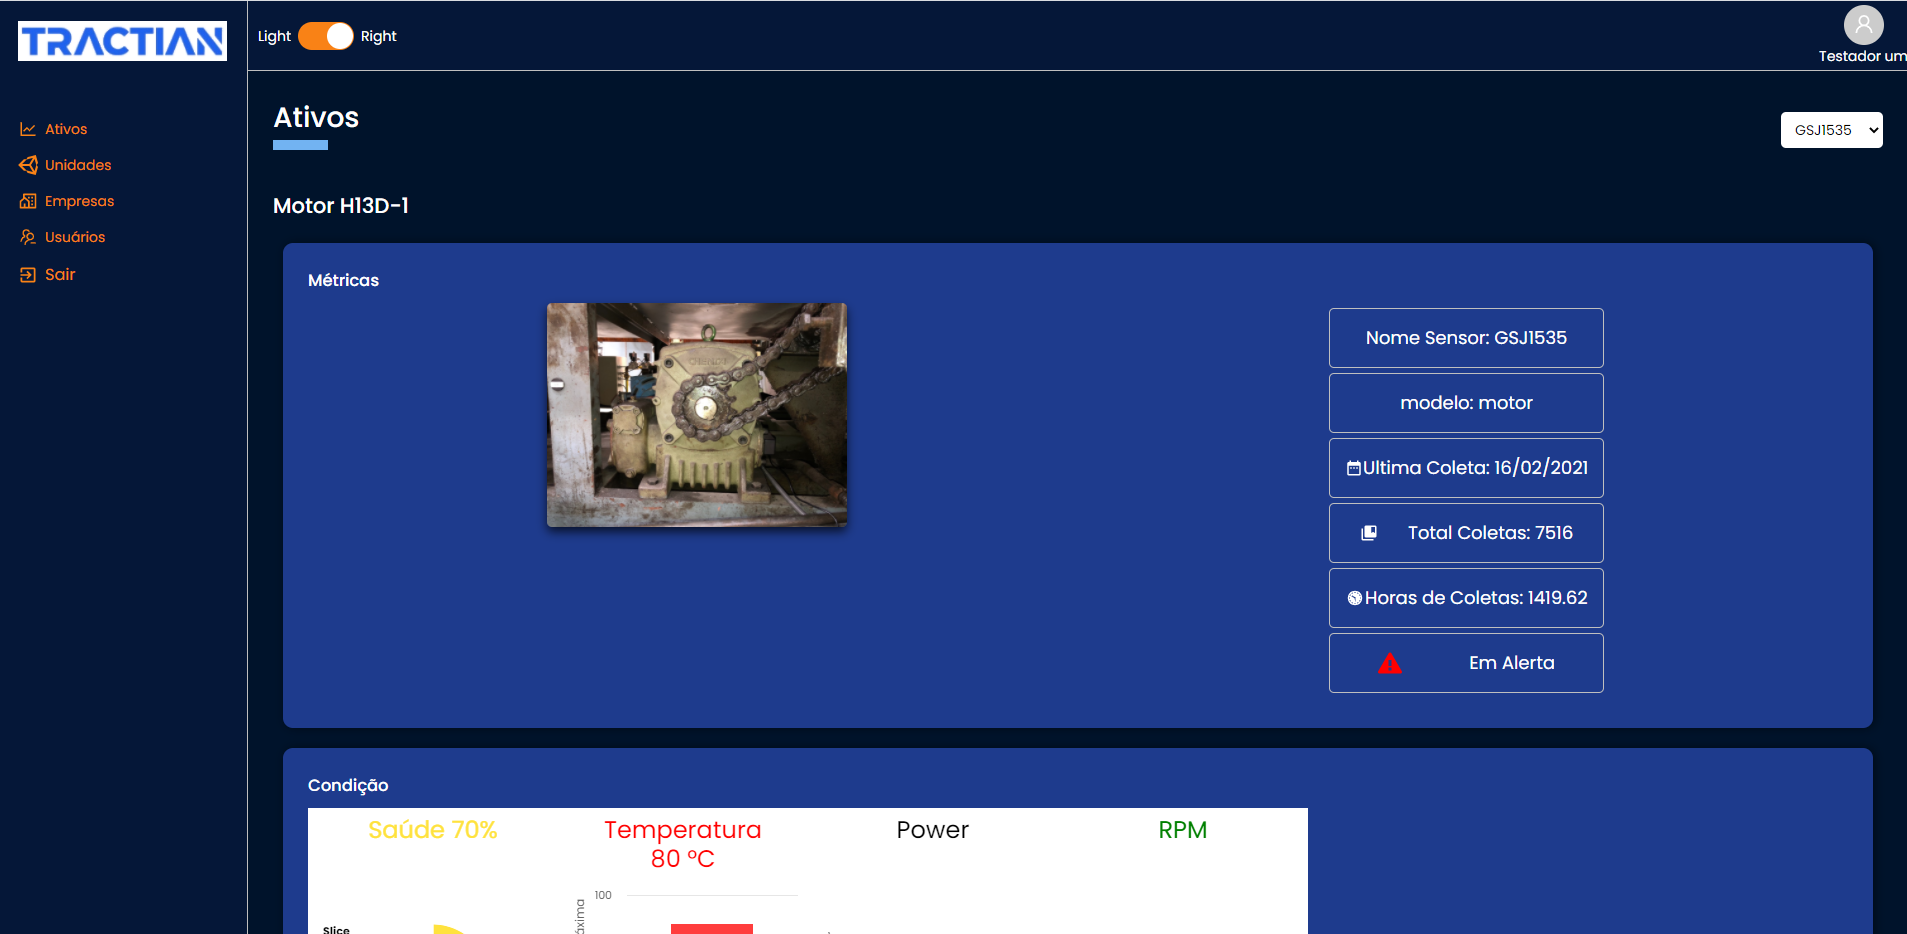 TRACTIAN
Light Right
Testador um
Ativos
Unidades
Empresas
Usuários
Sair
Ativos
GSJ1535
Motor H13D-1
Métricas
Nome Sensor: GSJ1535
modelo: motor
Ultima Coleta: 16/02/2021
Total Coletas: 7516
Horas de Coletas: 1419.62
Em Alerta
Condição
Saúde 70%
Temperatura
80 °C
Power
RPM
100
Slice